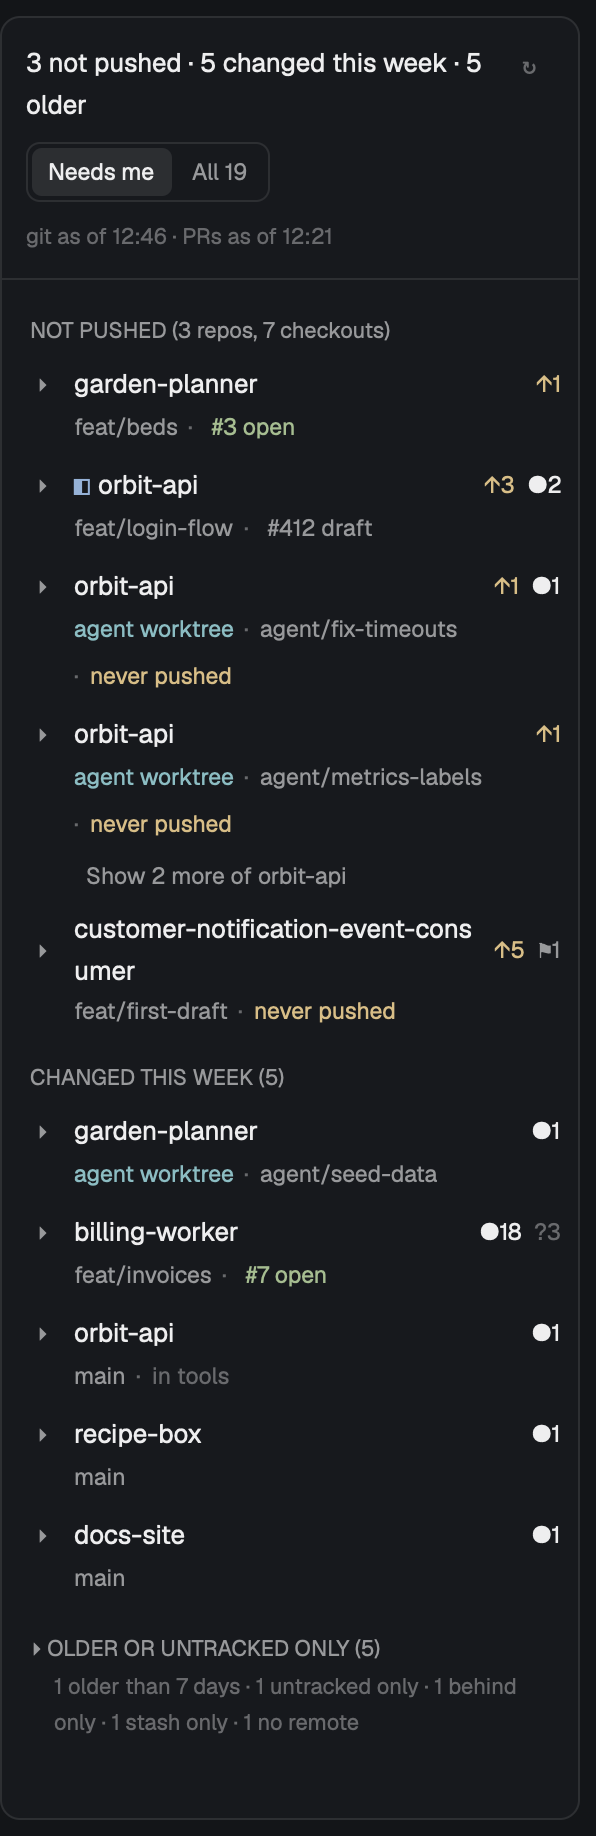 3 not pushed · 5 changed this week · 5 ↻
older
Needs me All 19
git as of 12:46 · PRs as of 12:21
NOT PUSHED (3 repos, 7 checkouts)
garden-planner ↑1
feat/beds · #3 open
orbit-api ↑3 ●2
feat/login-flow · #412 draft
orbit-api ↑1 ●1
agent worktree · agent/fix-timeouts
· never pushed
orbit-api ↑1
agent worktree · agent/metrics-labels
· never pushed
Show 2 more of orbit-api
customer-notification-event-cons
umer ↑5 ⚑1
feat/first-draft · never pushed
CHANGED THIS WEEK (5)
garden-planner ●1
agent worktree · agent/seed-data
billing-worker ●18 ?3
feat/invoices · #7 open
orbit-api ●1
main · in tools
recipe-box ●1
main
docs-site ●1
main
OLDER OR UNTRACKED ONLY (5)
1 older than 7 days · 1 untracked only · 1 behind
only · 1 stash only · 1 no remote